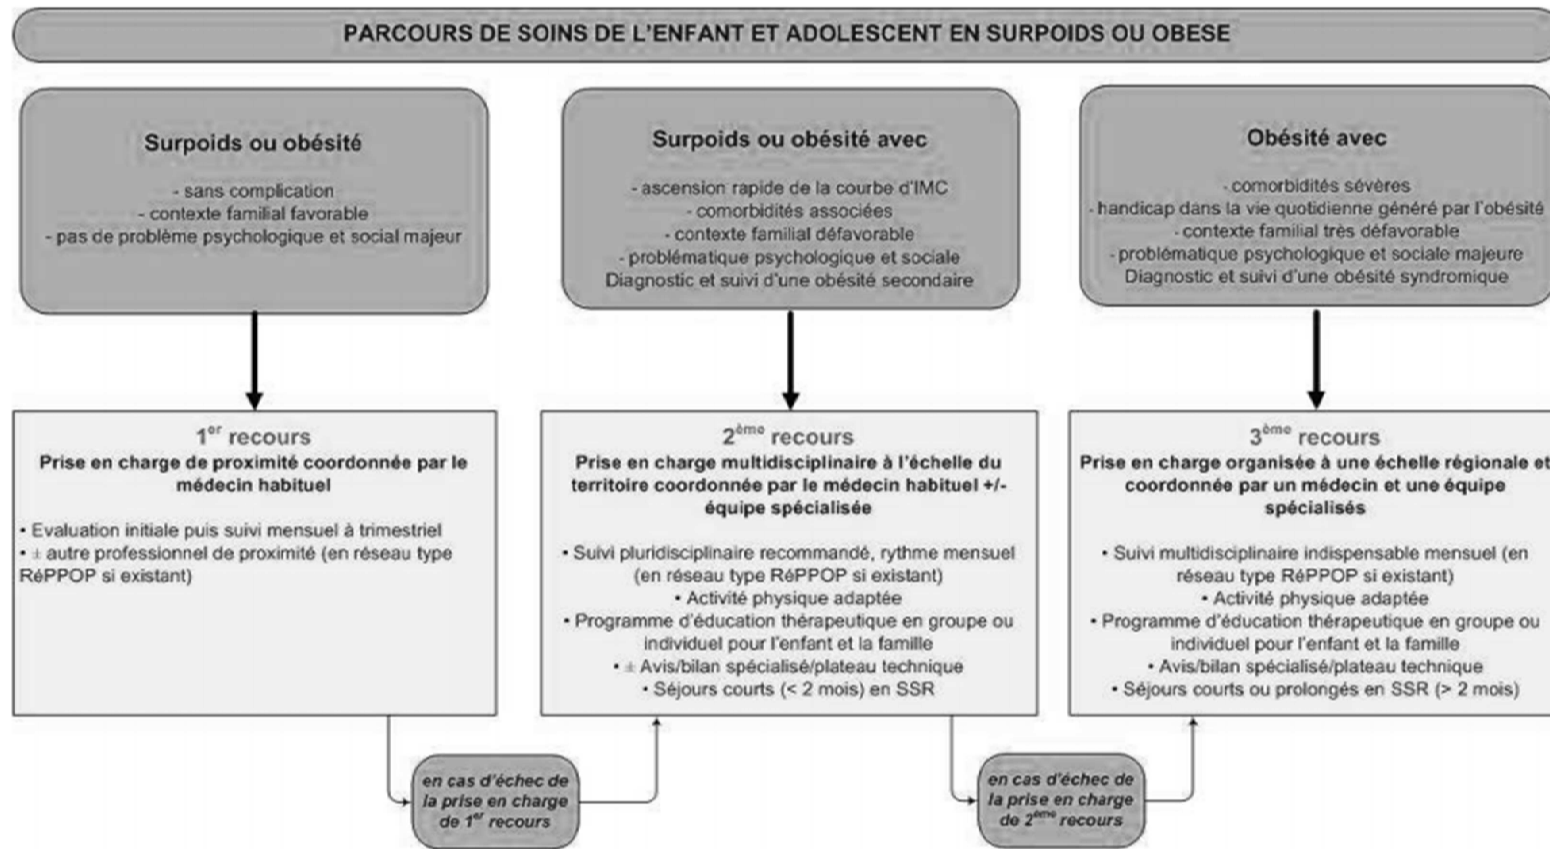 PARCOURS DE SOINS DE L'ENFANT ET ADOLESCENT EN SURPOIDS OU OBESE
Surpoids ou obésité
- sans complication
- contexte familial favorable
- pas de problème psychologique et social majeur
Surpoids ou obésité avec
- ascension rapide de la courbe d'IMC
- comorbidités associées
- contexte familial défavorable
- problématique psychologique et sociale
Diagnostic et suivi d'une obésité secondaire
Obésité avec
- comorbidités sévères
- handicap dans la vie quotidienne généré par l'obésité
- contexte familial très défavorable
- problématique psychologique et sociale majeure
Diagnostic et suivi d'une obésité syndromique
1er recours
Prise en charge de proximité coordonnée par le
médecin habituel
• Evaluation initiale puis suivi mensuel à trimestriel
• ± autre professionnel de proximité (en réseau type
RéPPOP si existant)
2ème recours
Prise en charge multidisciplinaire à l'échelle du
territoire coordonnée par le médecin habituel +/-
équipe spécialisée
• Suivi pluridisciplinaire recommandé, rythme mensuel
(en réseau type RéPPOP si existant)
• Activité physique adaptée
• Programme d'éducation thérapeutique en groupe ou
individuel pour l'enfant et la famille
• ± Avis/bilan spécialisé/plateau technique
• Séjours courts (< 2 mois) en SSR
3ème recours
Prise en charge organisée à une échelle régionale et
coordonnée par un médecin et une équipe
spécialisés
• Suivi multidisciplinaire indispensable mensuel (en
réseau type RéPPOP si existant)
• Activité physique adaptée
• Programme d'éducation thérapeutique en groupe ou
individuel pour l'enfant et la famille
• Avis/bilan spécialisé/plateau technique
• Séjours courts ou prolongés en SSR (> 2 mois)
en cas d'échec de
la prise en charge
de 1er recours
en cas d'échec de
la prise en charge
de 2ème recours